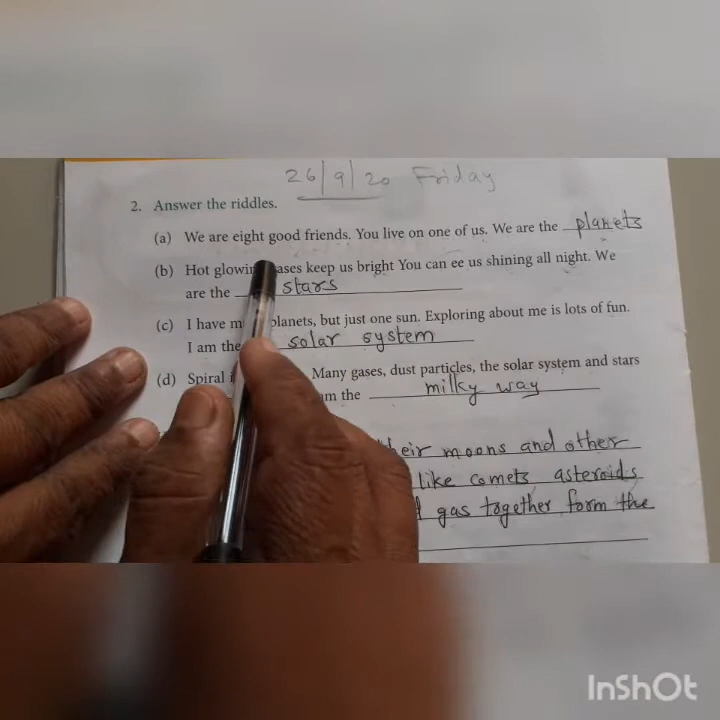 26/9/20 Friday
2. Answer the riddles.
(a) We are eight good friends. You live on one of us. We are the planets
(b) Hot glowing gases keep us bright You can ee us shining all night. We
are the stars
(c) I have planets, but just one sun. Exploring about me is lots of fun.
I am the solar system
(d) Spiral Many gases, dust particles, the solar system and stars
am the milky way
their moons and other
like comets asteroids
gas together form the
InShOt